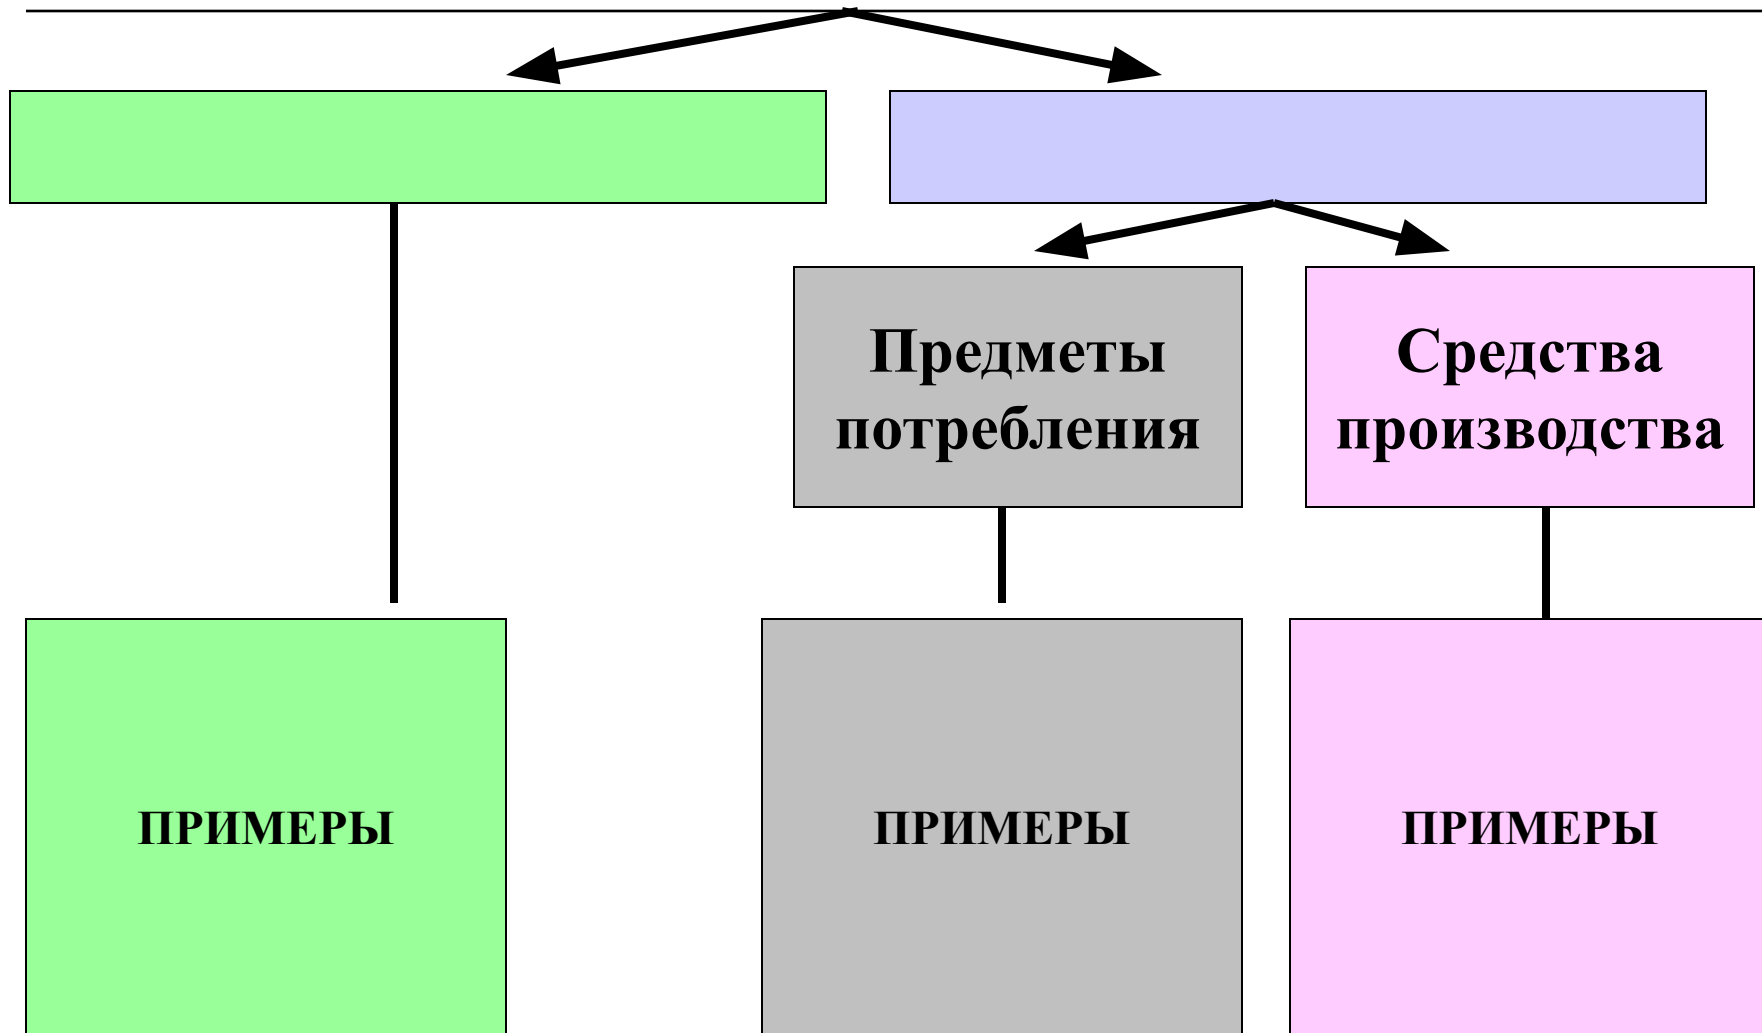 Предметы
потребления
Средства
производства
ПРИМЕРЫ
ПРИМЕРЫ
ПРИМЕРЫ